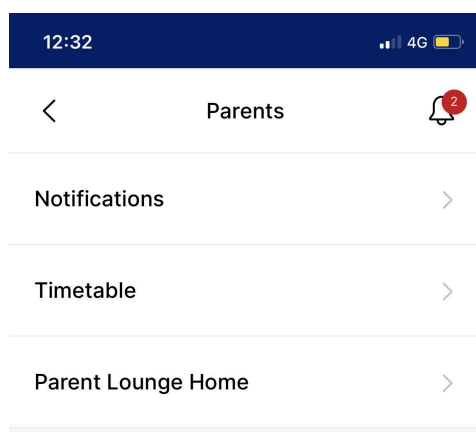 12:32
4G
Parents
2
Notifications
Timetable
Parent Lounge Home